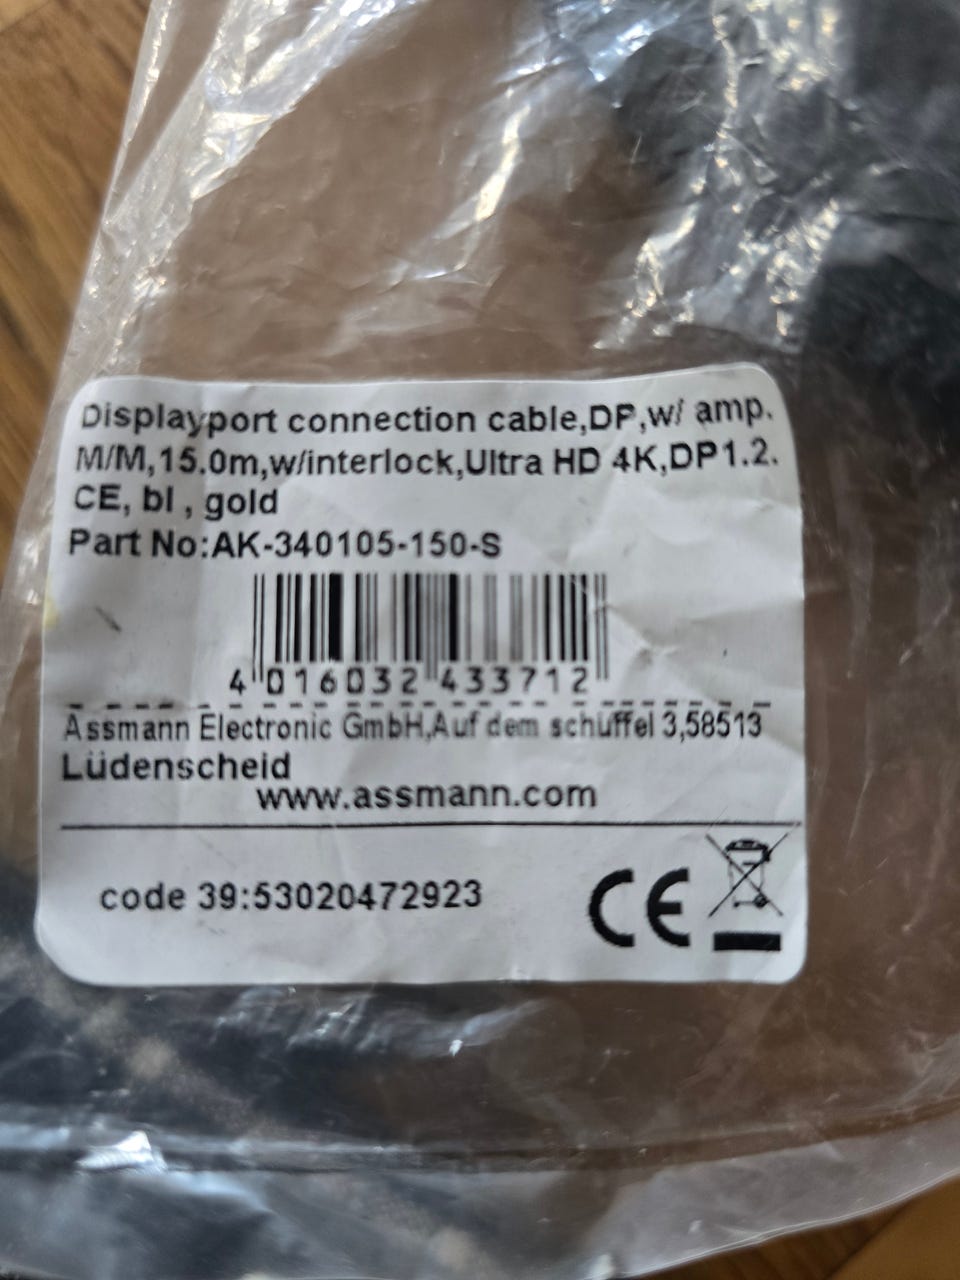 Displayport connection cable,DP,w/ amp.
M/M,15.0m,w/interlock,Ultra HD 4K,DP1.2.
CE, bl , gold
Part No:AK-340105-150-S
4 016032 433712
Assmann Electronic GmbH,Auf dem schüffel 3,58513
Lüdenscheid
www.assmann.com
code 39:53020472923
CE